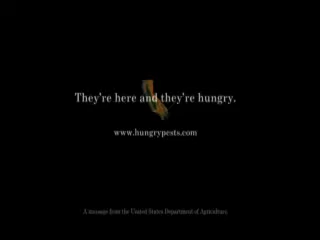 They're here and they're hungry.
www.hungrypests.com
A message from the United States Department of Agriculture.